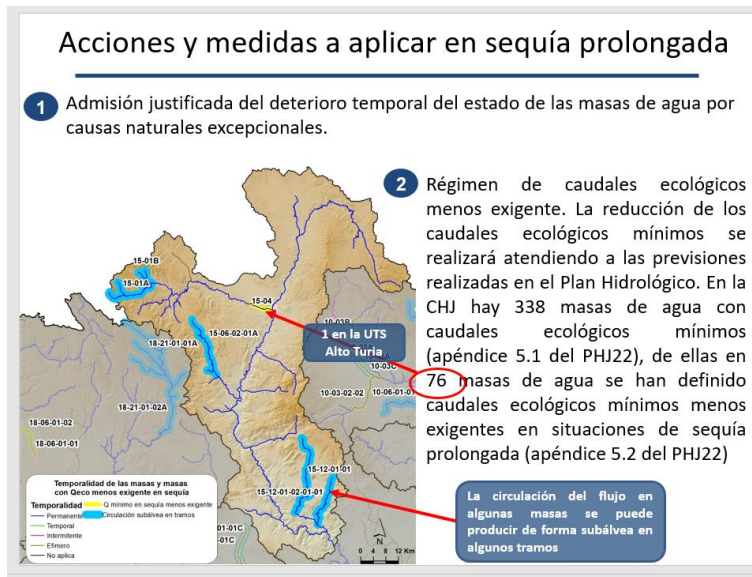 Acciones y medidas a aplicar en sequía prolongada
1 Admisión justificada del deterioro temporal del estado de las masas de agua por
causas naturales excepcionales.
2 Régimen de caudales ecológicos
menos exigente. La reducción de los
caudales ecológicos mínimos se
realizará atendiendo a las previsiones
realizadas en el Plan Hidrológico. En la
CHJ hay 338 masas de agua con
caudales ecológicos mínimos
(apéndice 5.1 del PHJ22), de ellas en
76 masas de agua se han definido
caudales ecológicos mínimos menos
exigentes en situaciones de sequía
prolongada (apéndice 5.2 del PHJ22)
15-01B
15-01A
15-04
1 en la UTS
Alto Turia
15-06-02-01A
18-21-01-01A
10-03-02-02
10-06-01-01
18-21-01-02A
18-06-01-02
18-06-01-01
15-12-01-01
15-12-01-02-01-01
La circulación del flujo en
algunas masas se puede
producir de forma subálvea en
algunos tramos
Temporalidad de las masas y masas
con Qeco menos exigente en sequía
Temporalidad
Q mínimo en sequía menos exigente
Permanente
Circulación subálvea en tramos
Temporal
Intermitente
Efímero
No aplica
01-01C
-01C
N
0 4 8 12 Km